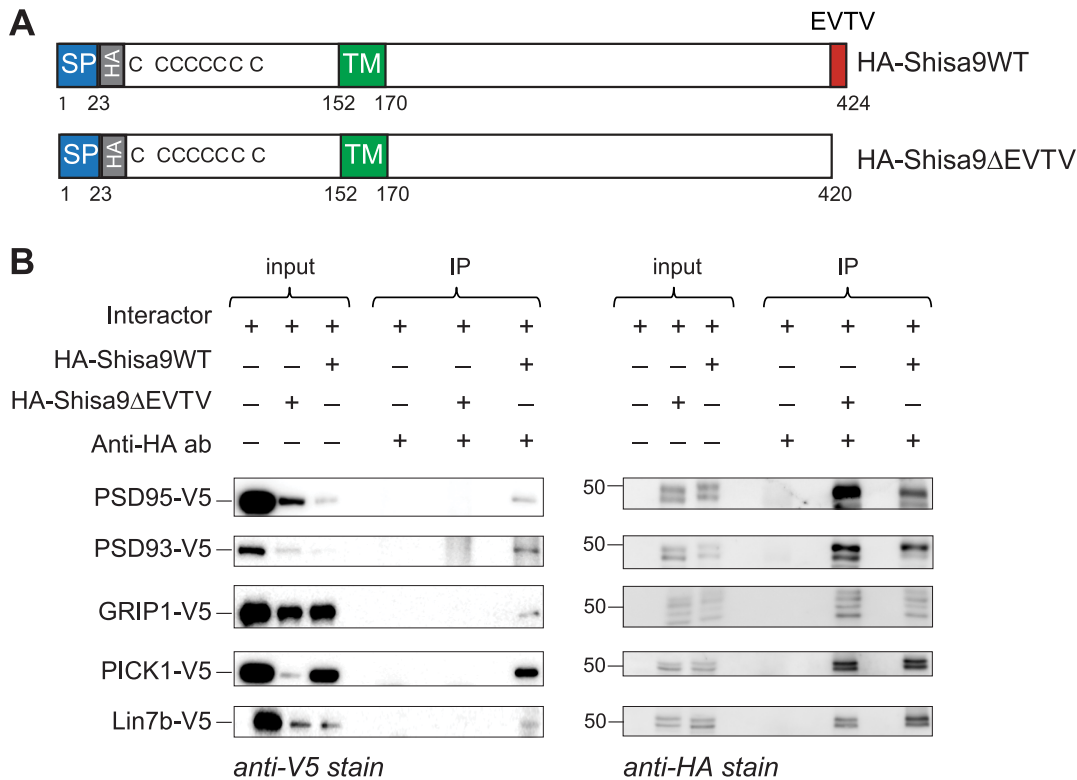 A
EVTV
SP HA C CCCCCC C TM HA-Shisa9WT
1 23 152 170 424
SP HA C CCCCCC C TM HA-Shisa9ΔEVTV
1 23 152 170 420
B
input IP input IP
Interactor + + + + + + + + + + + +
HA-Shisa9WT – – + – – + – – + – – +
HA-Shisa9ΔEVTV – + – – + – – + – – + –
Anti-HA ab – – – + + + – – – + + +
PSD95-V5 50
PSD93-V5 50
GRIP1-V5 50
PICK1-V5 50
Lin7b-V5 50
anti-V5 stain anti-HA stain